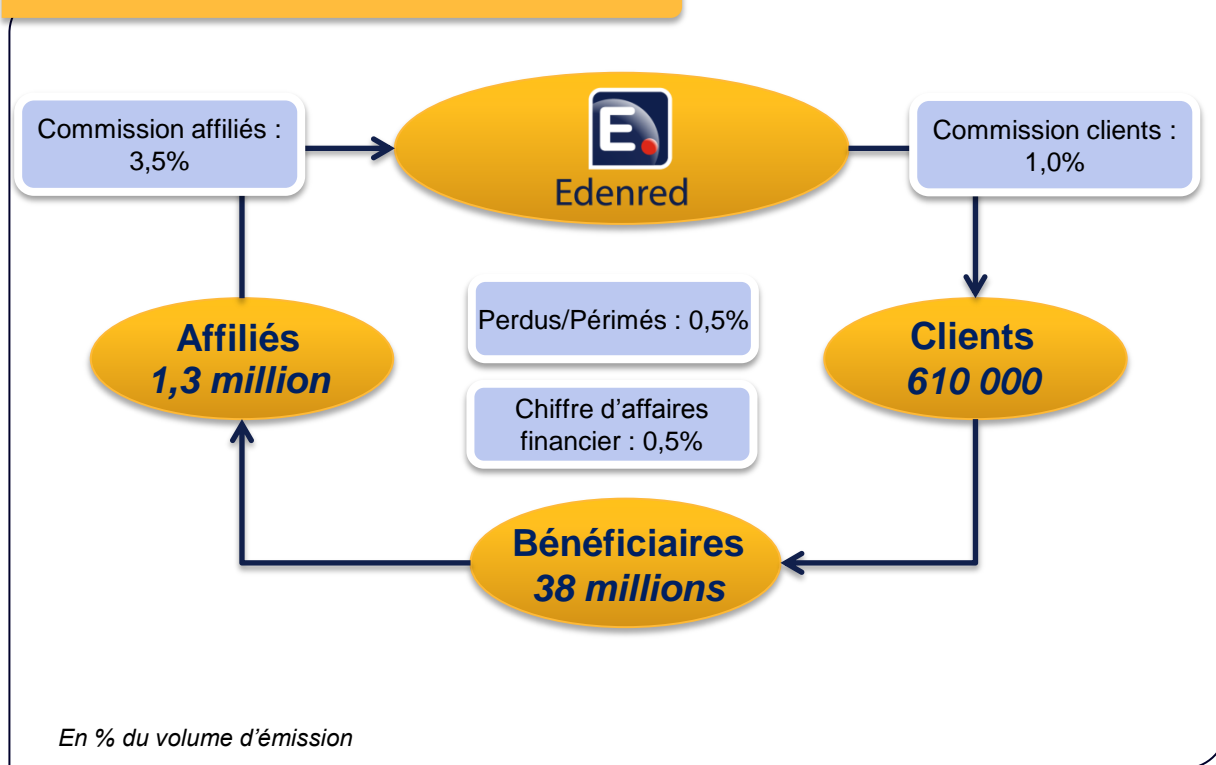 Commission affiliés :
3,5%
E.
Edenred
Commission clients :
1,0%
Affiliés
1,3 million
Perdus/Périmés : 0,5%
Chiffre d’affaires
financier : 0,5%
Clients
610 000
Bénéficiaires
38 millions
En % du volume d’émission